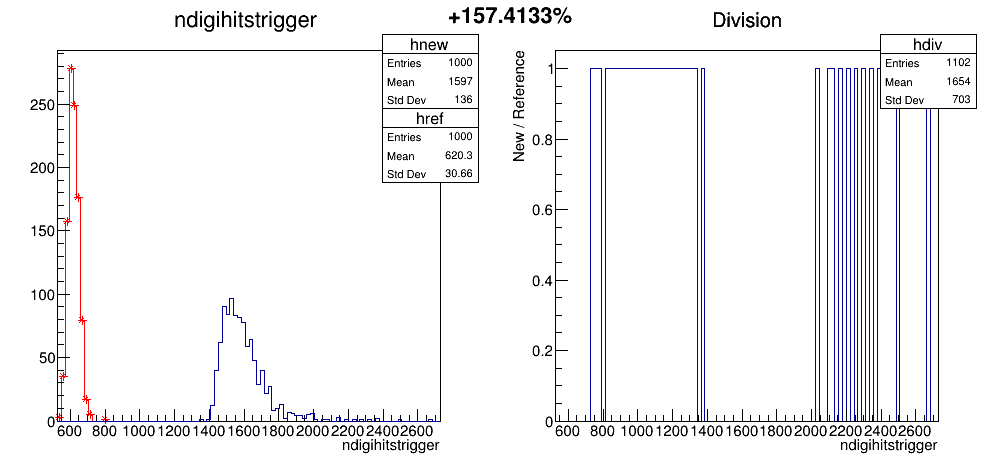 +157.4133%
ndigihitstrigger
hnew
Entries 1000
Mean 1597
Std Dev 136
href
Entries 1000
Mean 620.3
Std Dev 30.66
250
200
150
100
50
0
600 800 1000 1200 1400 1600 1800 2000 2200 2400 2600
ndigihitstrigger
Division
hdiv
Entries 1102
Mean 1654
Std Dev 703
New / Reference
1
0.8
0.6
0.4
0.2
0
600 800 1000 1200 1400 1600 1800 2000 2200 2400 2600
ndigihitstrigger